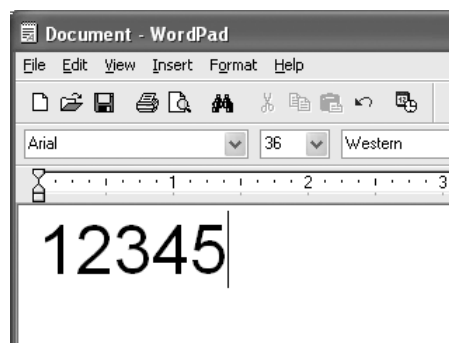 Document - WordPad
File Edit View Insert Format Help
Arial 36 Western
1 2 3
12345